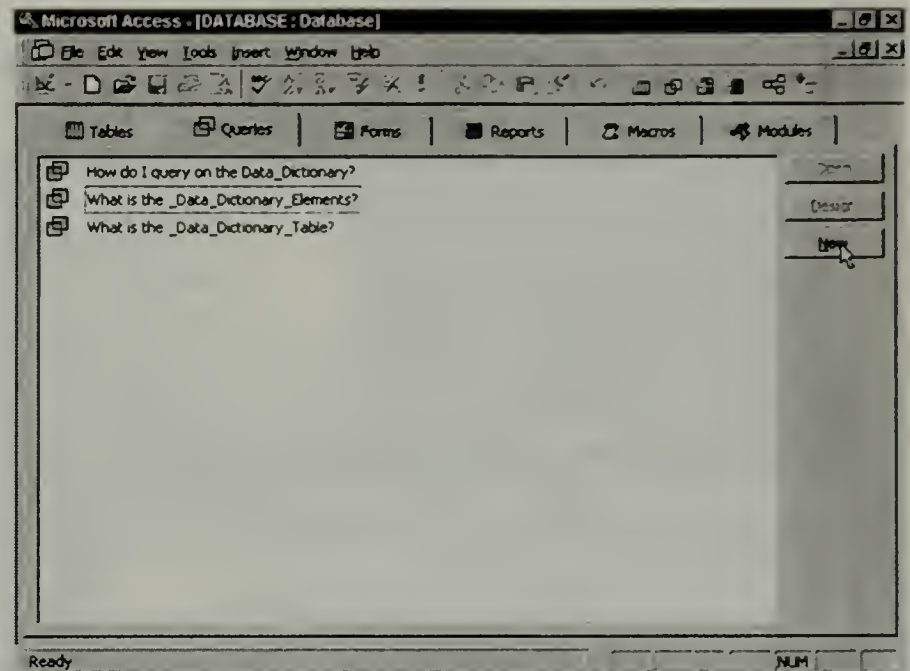 Microsoft Access - [DATABASE : Database]
File Edit View Tools Insert Window Help
Tables Queries Forms Reports Macros Modules
How do I query on the Data_Dictionary?
What is the _Data_Dictionary_Elements?
What is the _Data_Dictionary_Table?
Open
Design
New
Ready NUM